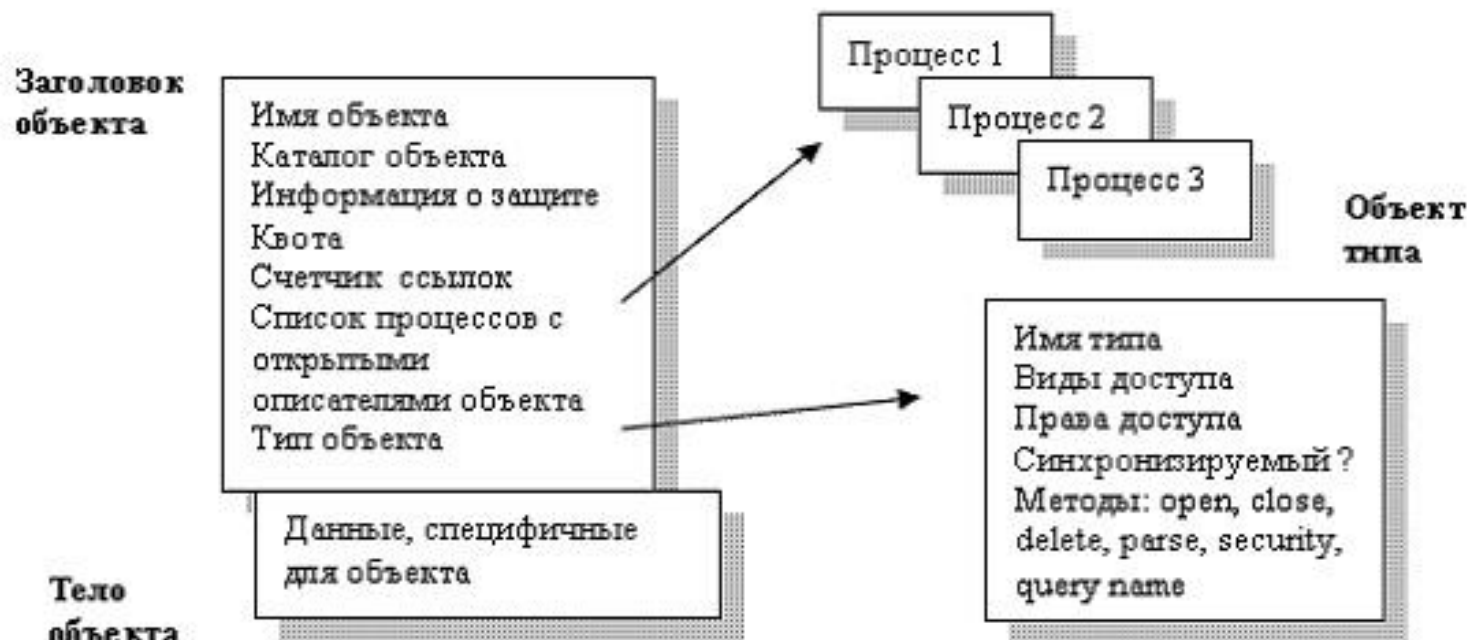 Заголовок
объекта
Имя объекта
Каталог объекта
Информация о защите
Квота
Счетчик ссылок
Список процессов с
открытыми
описателями объекта
Тип объекта
Данные, специфичные
для объекта
Тело
объекта
Процесс 1
Процесс 2
Процесс 3
Объект
типа
Имя типа
Виды доступа
Права доступа
Синхронизируемый ?
Методы: open, close,
delete, parse, security,
query name